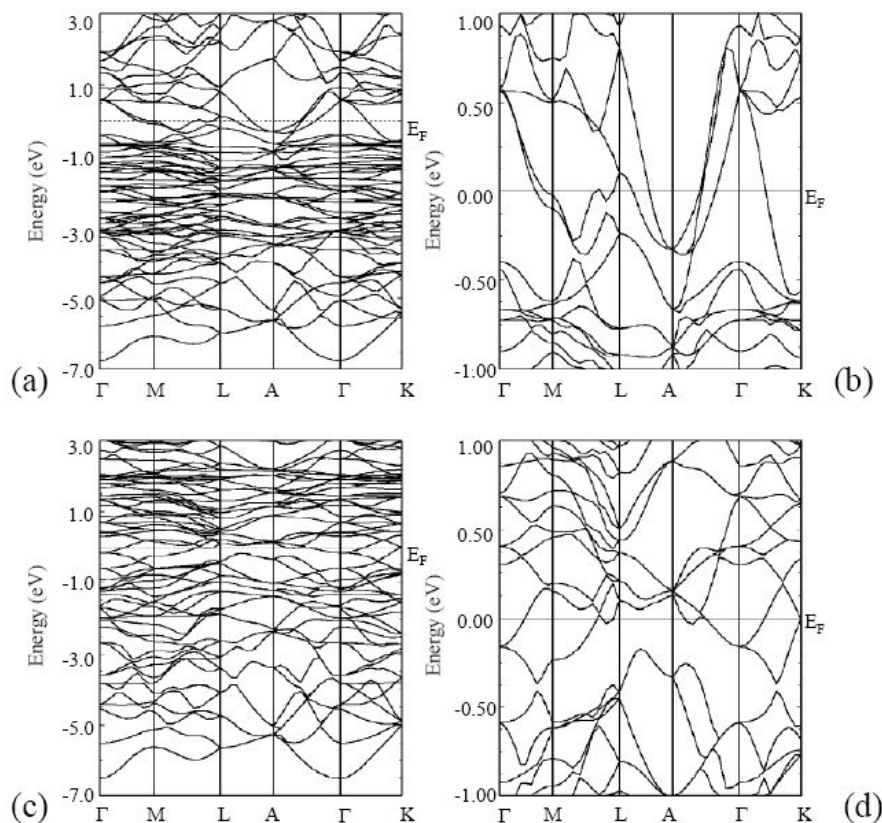 3.0
1.0
-1.0
-3.0
-5.0
-7.0
Energy (eV)
E_F
Γ M L A Γ K
(a)
1.00
0.50
0.00
-0.50
-1.00
Energy (eV)
E_F
Γ M L A Γ K
(b)
3.0
1.0
-1.0
-3.0
-5.0
-7.0
Energy (eV)
E_F
Γ M L A Γ K
(c)
1.00
0.50
0.00
-0.50
-1.00
Energy (eV)
E_F
Γ M L A Γ K
(d)